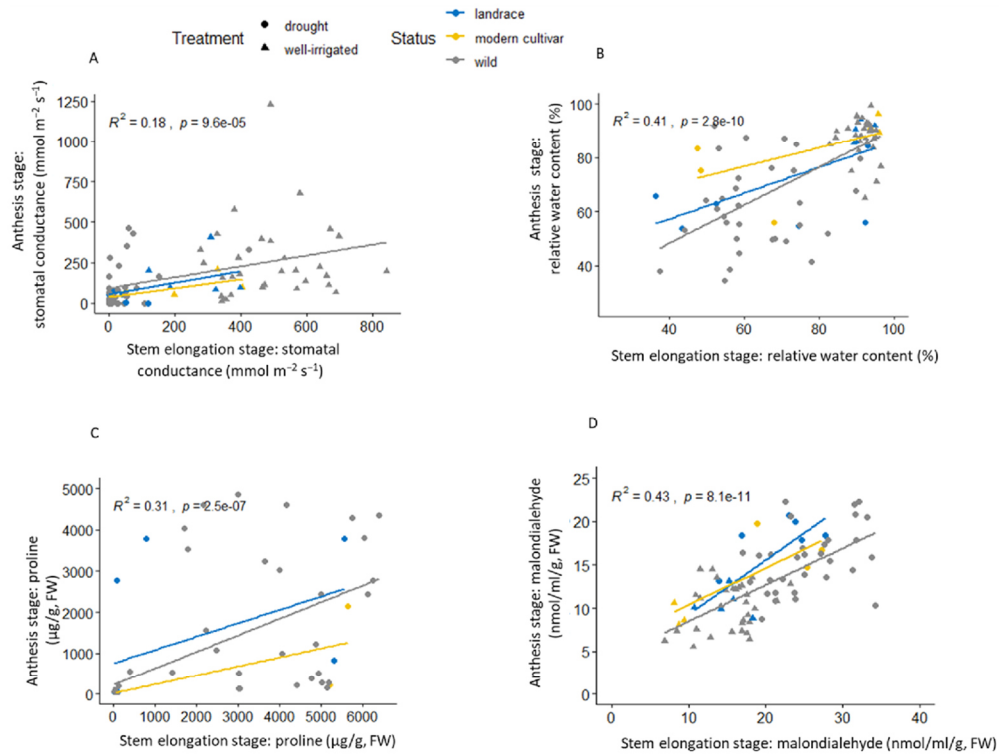 Treatment
drought
well-irrigated
Status
landrace
modern cultivar
wild
A
R² = 0.18 , p = 9.6e-05
Anthesis stage:
stomatal conductance (mmol m⁻² s⁻¹)
1250
1000
750
500
250
0
0 200 400 600 800
Stem elongation stage: stomatal
conductance (mmol m⁻² s⁻¹)
B
R² = 0.41 , p = 2.8e-10
Anthesis stage:
relative water content (%)
100
80
60
40
40 60 80 100
Stem elongation stage: relative water content (%)
C
R² = 0.31 , p = 2.5e-07
Anthesis stage: proline
(µg/g, FW)
5000
4000
3000
2000
1000
0
0 1000 2000 3000 4000 5000 6000
Stem elongation stage: proline (µg/g, FW)
D
R² = 0.43 , p = 8.1e-11
Anthesis stage: malondialdehyde
(nmol/ml/g, FW)
25
20
15
10
5
0
0 10 20 30 40
Stem elongation stage: malondialdehyde (nmol/ml/g, FW)